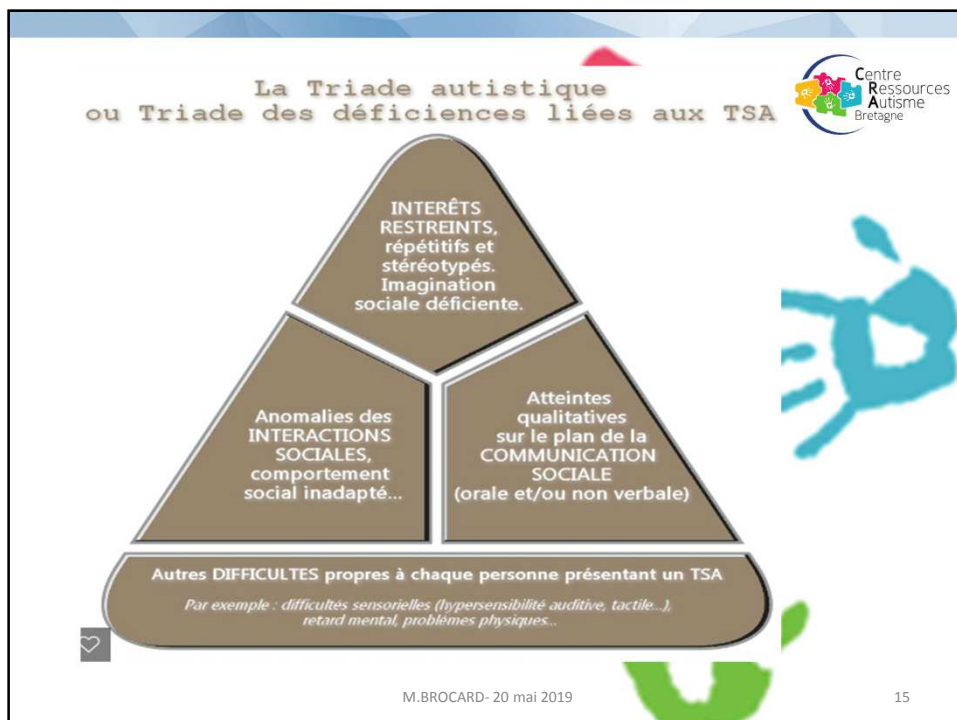 La Triade autistique
ou Triade des déficiences liées aux TSA
Centre
Ressources
Autisme
Bretagne
INTERÊTS
RESTREINTS,
répétitifs et
stéréotypés.
Imagination
sociale déficiente.
Anomalies des
INTERACTIONS
SOCIALES,
comportement
social inadapté...
Atteintes
qualitatives
sur le plan de la
COMMUNICATION
SOCIALE
(orale et/ou non verbale)
Autres DIFFICULTES propres à chaque personne présentant un TSA
Par exemple : difficultés sensorielles (hypersensibilité auditive, tactile...),
retard mental, problèmes physiques...
M.BROCARD- 20 mai 2019
15